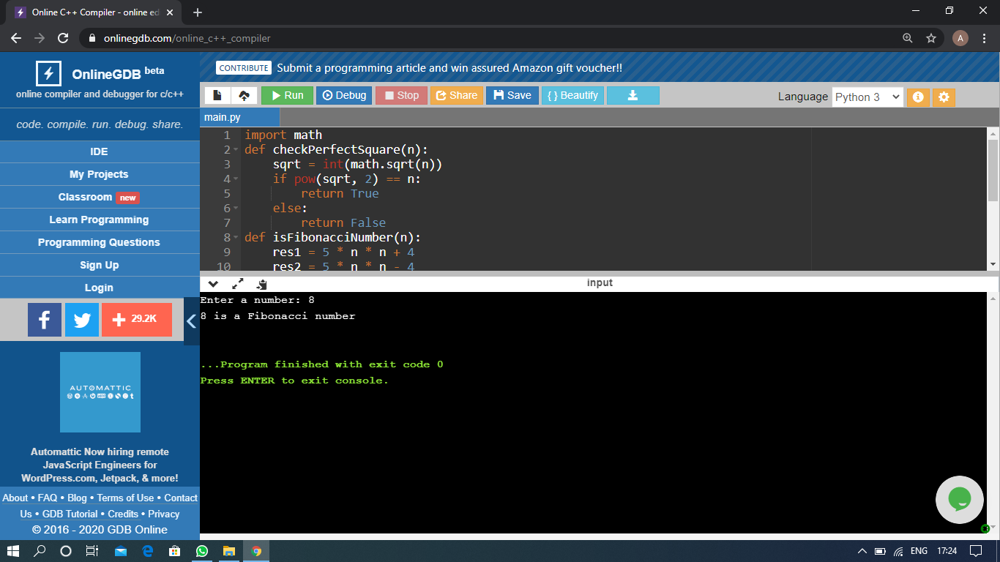 Online C++ Compiler - online ed
onlinegdb.com/online_c++_compiler
A
OnlineGDB beta
online compiler and debugger for c/c++
code. compile. run. debug. share.
IDE
My Projects
Classroom new
Learn Programming
Programming Questions
Sign Up
Login
29.2K
AUTOMATTIC
Automattic Now hiring remote
JavaScript Engineers for
WordPress.com, Jetpack, & more!
About • FAQ • Blog • Terms of Use • Contact
Us • GDB Tutorial • Credits • Privacy
© 2016 - 2020 GDB Online
CONTRIBUTE Submit a programming article and win assured Amazon gift voucher!!
Run Debug Stop Share Save { } Beautify Language Python 3
main.py
1 import math
2 def checkPerfectSquare(n):
3 sqrt = int(math.sqrt(n))
4 if pow(sqrt, 2) == n:
5 return True
6 else:
7 return False
8 def isFibonacciNumber(n):
9 res1 = 5 * n * n + 4
10 res2 = 5 * n * n - 4
input
Enter a number: 8
8 is a Fibonacci number
...Program finished with exit code 0
Press ENTER to exit console.
ENG 17:24